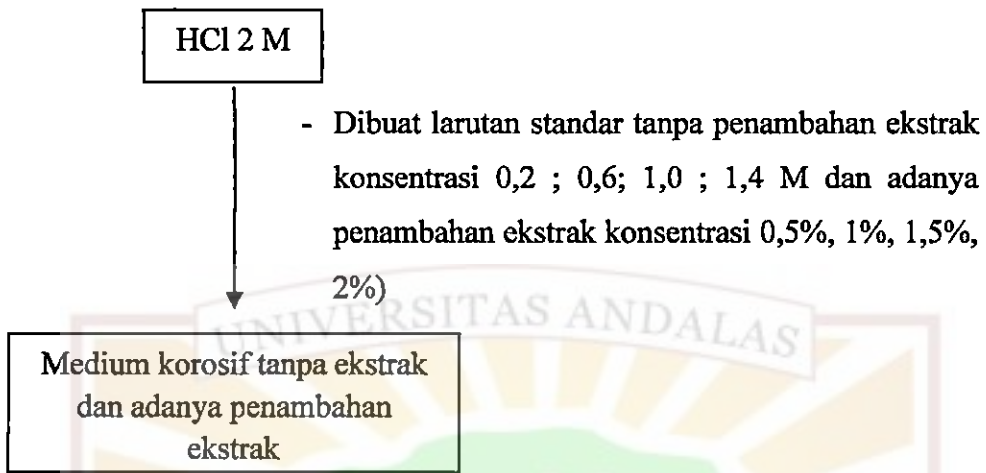 HCl 2 M
- Dibuat larutan standar tanpa penambahan ekstrak
konsentrasi 0,2 ; 0,6; 1,0 ; 1,4 M dan adanya
penambahan ekstrak konsentrasi 0,5%, 1%, 1,5%,
2%)
UNIVERSITAS ANDALAS
Medium korosif tanpa ekstrak
dan adanya penambahan
ekstrak